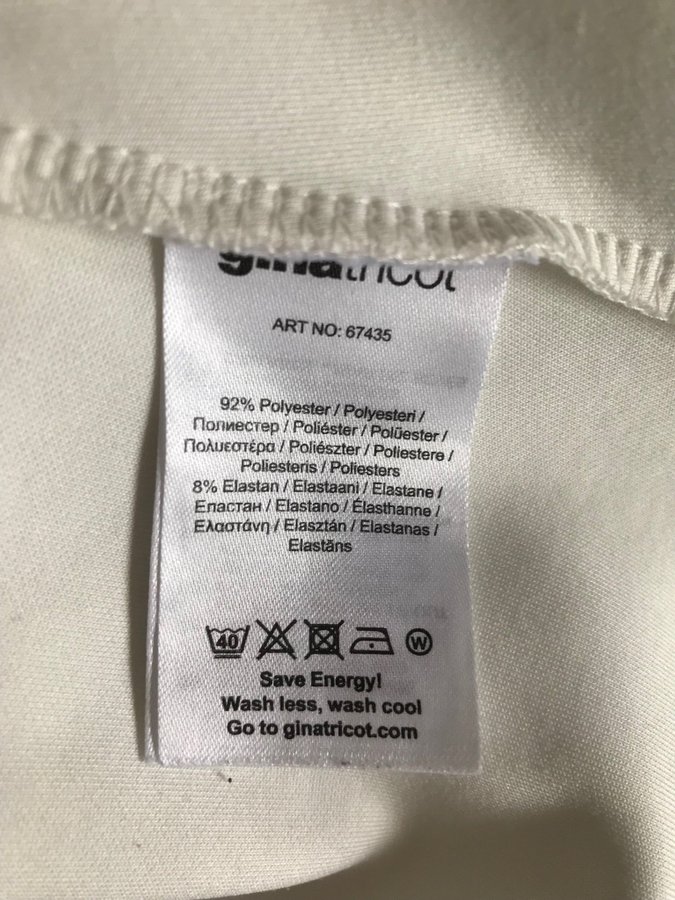 ginatricot
ART NO: 67435
92% Polyester / Polyesteri /
Полиестер / Poliéster / Polüester /
Πολυεστέρα / Poliészter / Poliestere /
Poliesteris / Poliesters
8% Elastan / Elastaani / Elastane /
Еластан / Elastano / Élasthanne /
Ελαστάνη / Elasztán / Elastanas /
Elastāns
40
W
Save Energy!
Wash less, wash cool
Go to ginatricot.com